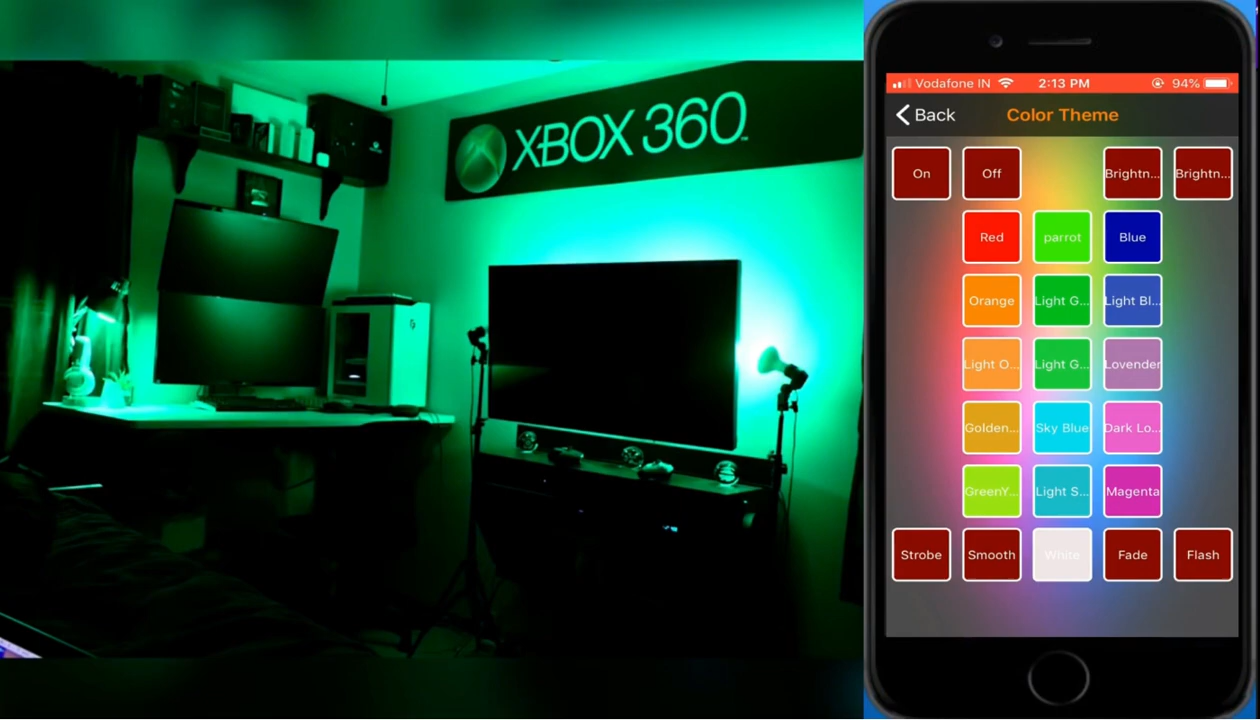 XBOX 360
Vodafone IN 2:13 PM 94%
Back Color Theme
On Off Brightn... Brightn...
Red parrot Blue
Orange Light G... Light Bl...
Light O... Light G... Lovender
Golden... Sky Blue Dark Lo...
GreenY... Light S... Magenta
Strobe Smooth White Fade Flash